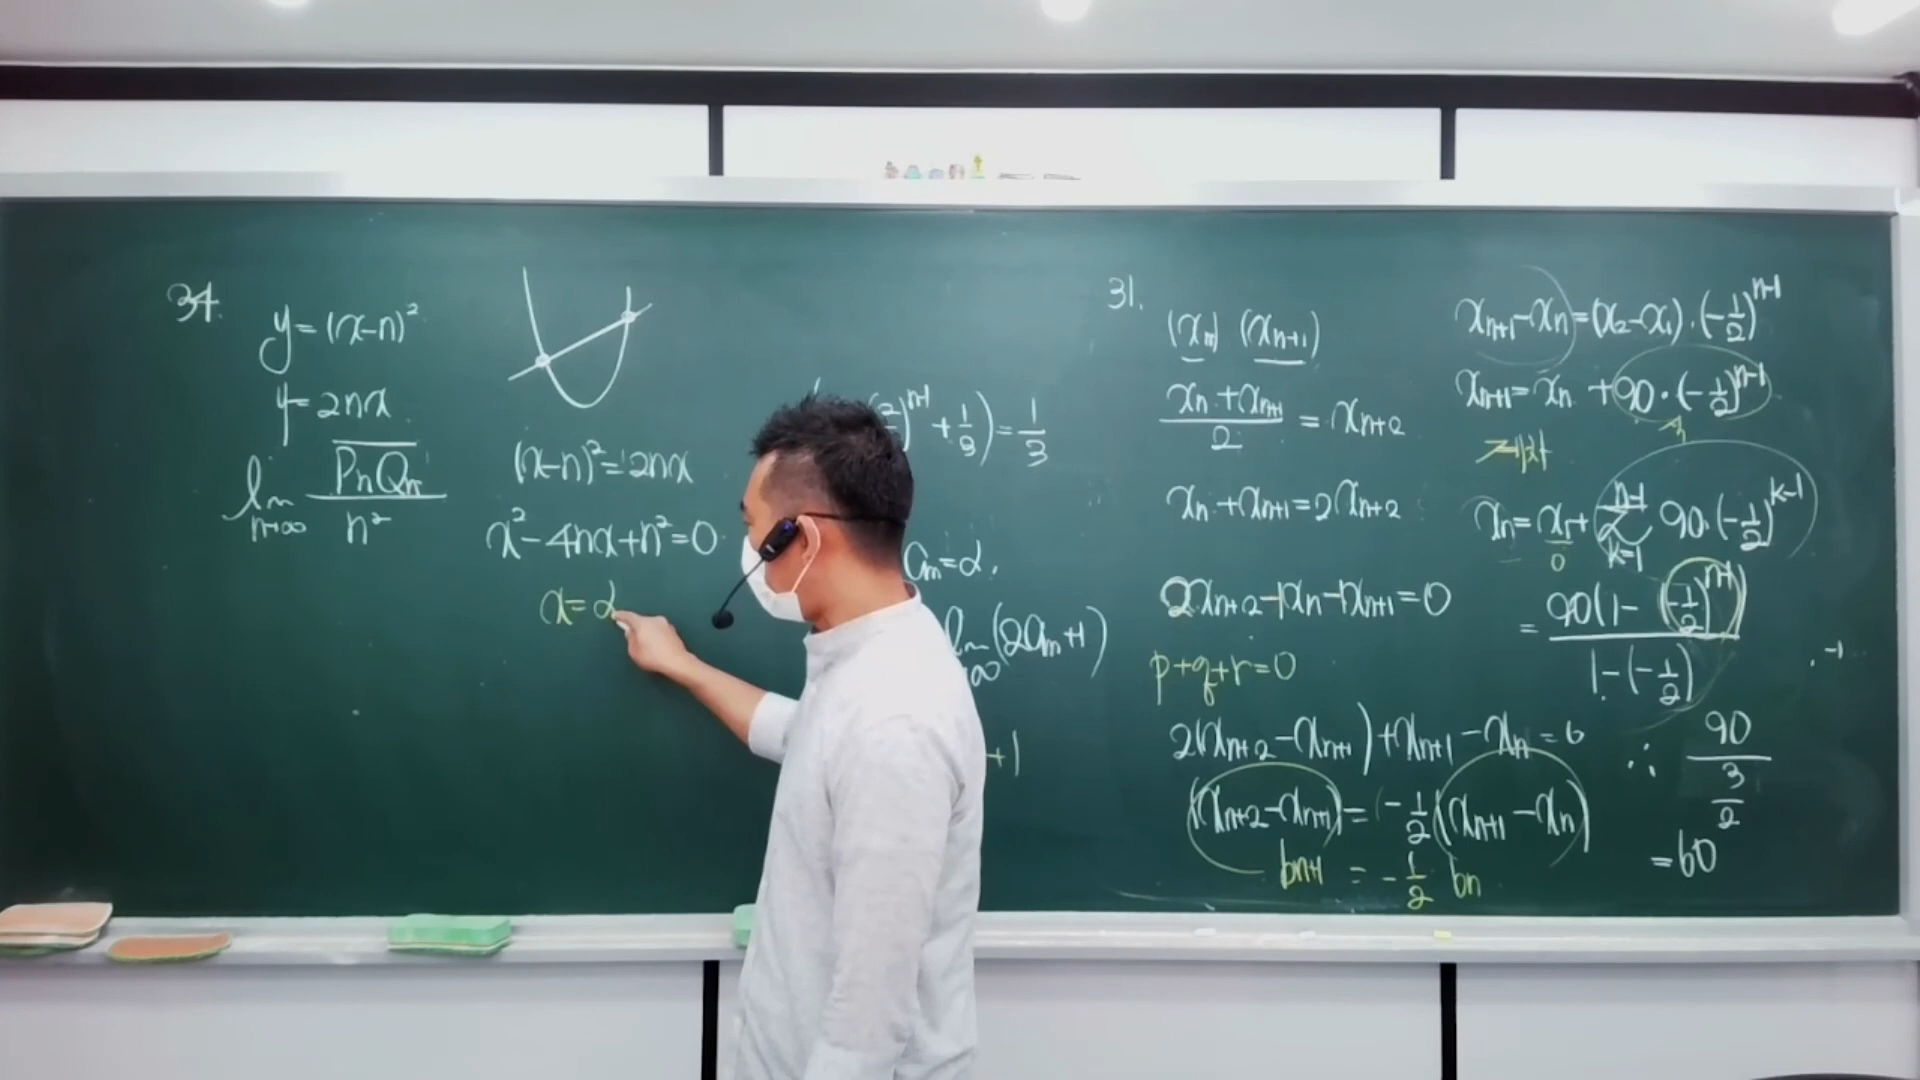 34.
y=(x-n)²
y=2nx
lim n→∞ PnQn / n²
(x-n)²=2nx
x²-4nx+n²=0
x=α
)ⁿ⁻¹+1/9)=1/3
am=α.
(2am+1)
+1
31.
(xn) (xn+1)
(xn+xn+1)/2 = xn+2
xn+xn+1=2xn+2
2xn+2-1xn-1xn+1=0
p+q+r=0
2(xn+2-xn+1)+xn+1-xn=0
(xn+2-xn+1)=-1/2(xn+1-xn)
bn+1 = -1/2 bn
xn+1-xn=(x2-x1)·(-1/2)ⁿ⁻¹
xn+1=xn+90·(-1/2)ⁿ⁻¹
계차
xn=x1+Σ k=1 n-1 90·(-1/2)ᵏ⁻¹
0
= 90(1-(-1/2)ⁿ⁻¹) / 1-(-1/2)
∴ 90 / (3/2)
=60